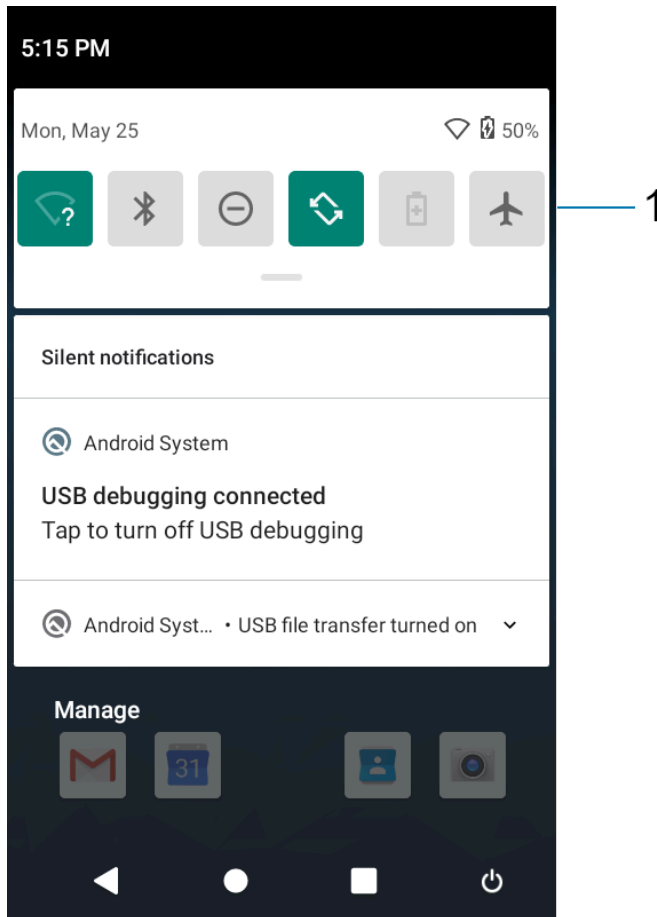 5:15 PM
Mon, May 25
50%
?
1
Silent notifications
Android System
USB debugging connected
Tap to turn off USB debugging
Android Syst... • USB file transfer turned on
Manage
31